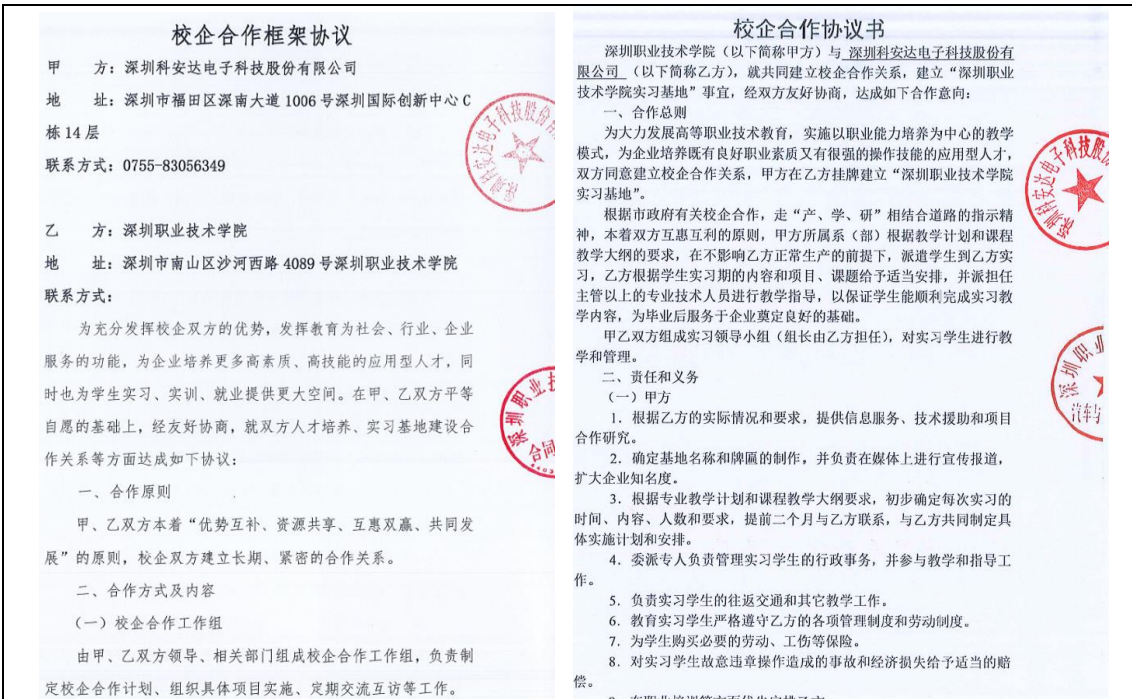 校企合作框架协议
甲 方：深圳科安达电子科技股份有限公司
地 址：深圳市福田区深南大道 1006 号深圳国际创新中心 C
栋 14 层
联系方式：0755-83056349
乙 方：深圳职业技术学院
地 址：深圳市南山区沙河西路 4089 号深圳职业技术学院
联系方式：
为充分发挥校企双方的优势，发挥教育为社会、行业、企业
服务的功能，为企业培养更多高素质、高技能的应用型人才，同
时也为学生实习、实训、就业提供更大空间。在甲、乙双方平等
自愿的基础上，经友好协商，就双方人才培养、实习基地建设合
作关系等方面达成如下协议：
一、合作原则
甲、乙双方本着“优势互补、资源共享、互惠双赢、共同发
展”的原则，校企双方建立长期、紧密的合作关系。
二、合作方式及内容
（一）校企合作工作组
由甲、乙双方领导、相关部门组成校企合作工作组，负责制
定校企合作计划、组织具体项目实施、定期交流互访等工作。
深圳科安达电子科技股份
深圳职业技
合同
校企合作协议书
深圳职业技术学院（以下简称甲方）与 深圳科安达电子科技股份有
限公司 （以下简称乙方），就共同建立校企合作关系，建立“深圳职业
技术学院实习基地”事宜，经双方友好协商，达成如下合作意向：
一、合作总则
为大力发展高等职业技术教育，实施以职业能力培养为中心的教学
模式，为企业培养既有良好职业素质又有很强的操作技能的应用型人才，
双方同意建立校企合作关系，甲方在乙方挂牌建立“深圳职业技术学院
实习基地”。
根据市政府有关校企合作，走“产、学、研”相结合道路的指示精
神，本着双方互惠互利的原则，甲方所属系（部）根据教学计划和课程
教学大纲的要求，在不影响乙方正常生产的前提下，派遣学生到乙方实
习，乙方根据学生实习期的内容和项目、课题给予适当安排，并派担任
主管以上的专业技术人员进行教学指导，以保证学生能顺利完成实习教
学内容，为毕业后服务于企业奠定良好的基础。
甲乙双方组成实习领导小组（组长由乙方担任），对实习学生进行教
学和管理。
二、责任和义务
（一）甲方
1．根据乙方的实际情况和要求，提供信息服务、技术援助和项目
合作研究。
2．确定基地名称和牌匾的制作，并负责在媒体上进行宣传报道，
扩大企业知名度。
3．根据专业教学计划和课程教学大纲要求，初步确定每次实习的
时间、内容、人数和要求，提前二个月与乙方联系，与乙方共同制定具
体实施计划和安排。
4．委派专人负责管理实习学生的行政事务，并参与教学和指导工
作。
5．负责实习学生的往返交通和其它教学工作。
6．教育实习学生严格遵守乙方的各项管理制度和劳动制度。
7．为学生购买必要的劳动、工伤等保险。
8．对实习学生故意违章操作造成的事故和经济损失给予适当的赔
偿。
深圳科安达电子科技股
深圳职业
汽车与